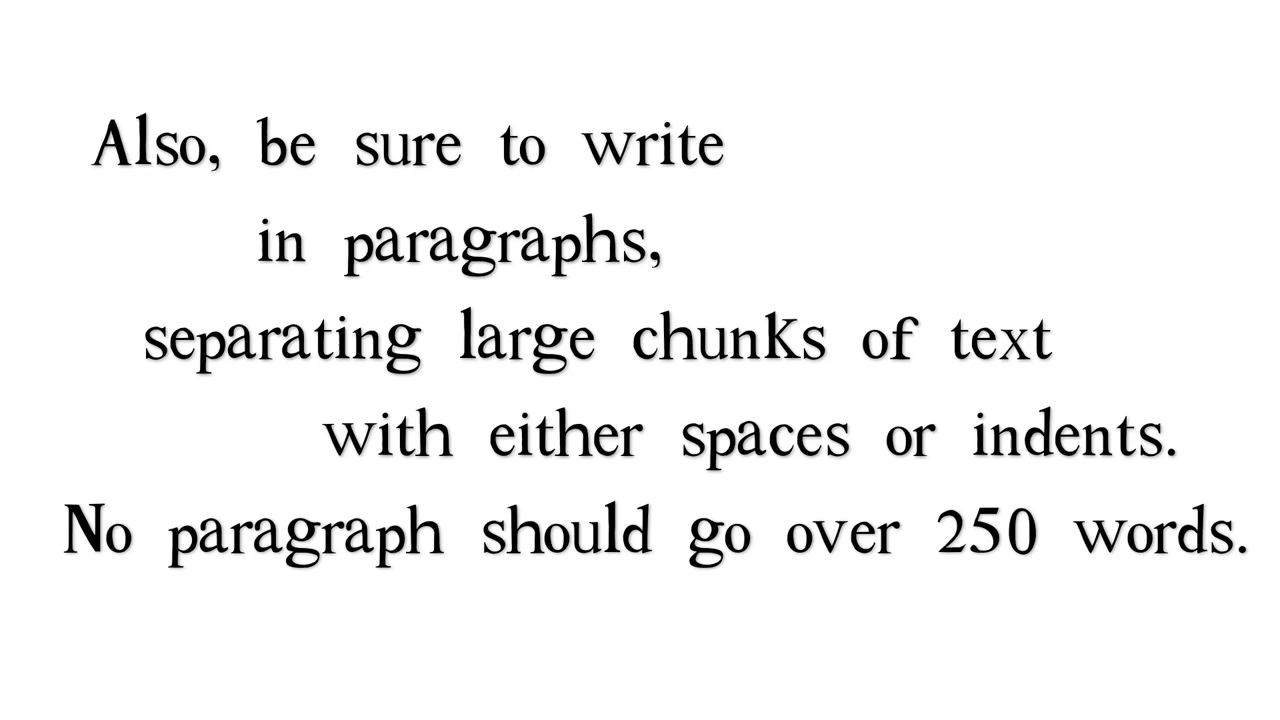 Also, be sure to write
in paragraphs,
separating large chunks of text
with either spaces or indents.
No paragraph should go over 250 words.